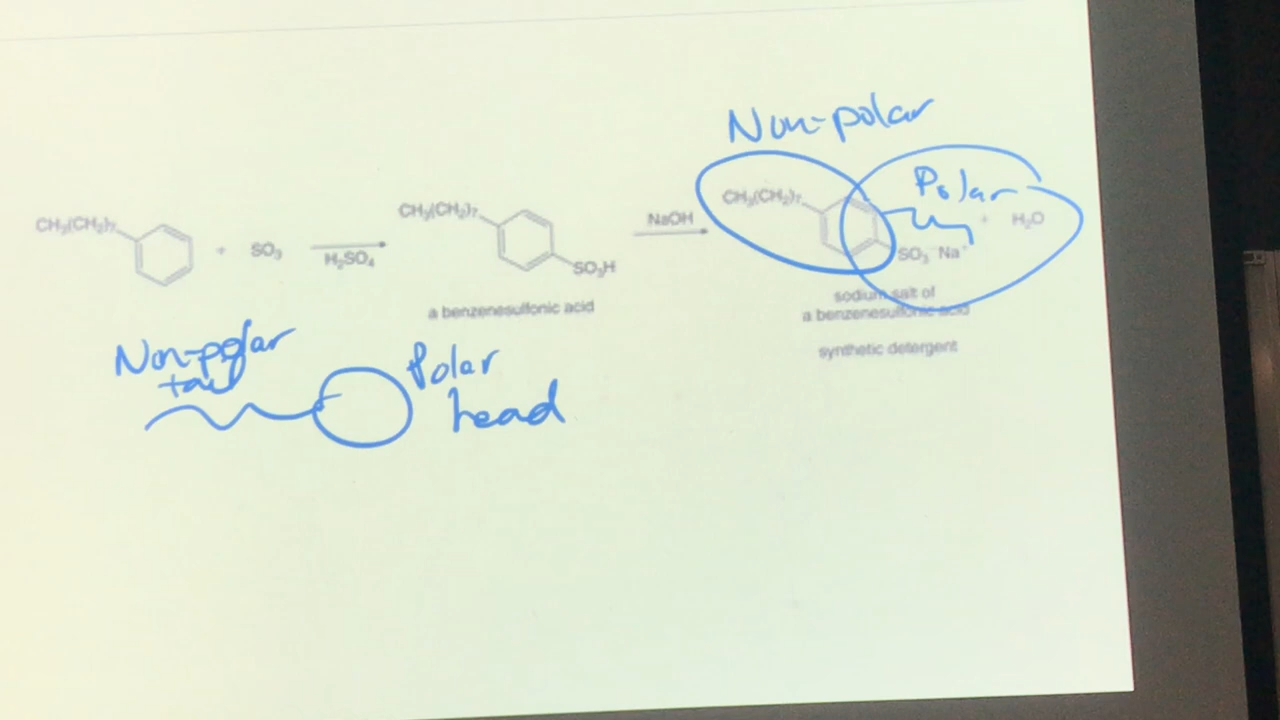 Non-polar
CH₃(CH₂)₇ + SO₃ H₂SO₄ CH₃(CH₂)₇ SO₃H NaOH CH₃(CH₂)₇ Polar SO₃⁻Na⁺ + H₂O
a benzenesulfonic acid
sodium salt of
a benzenesulfonic acid
synthetic detergent
Non-polar
tail
Polar
head